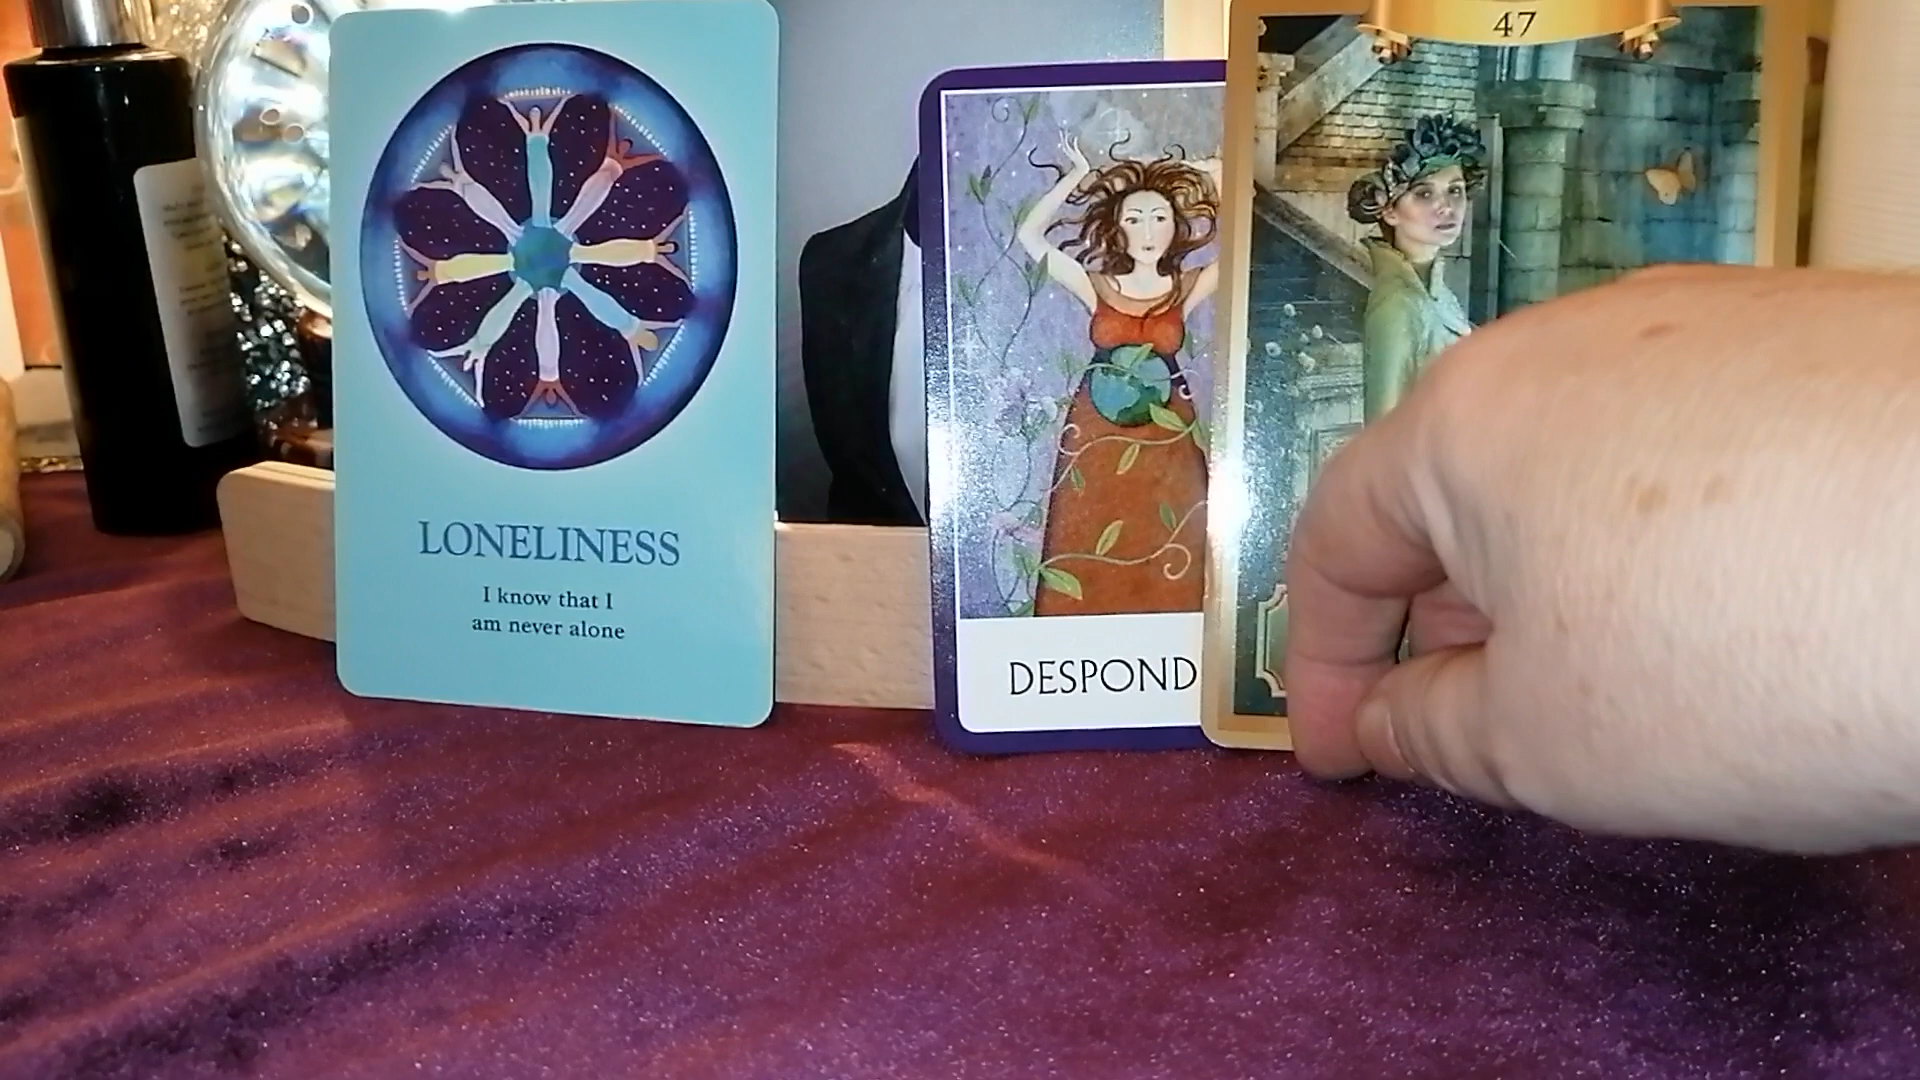 LONELINESS
I know that I
am never alone
DESPOND
47